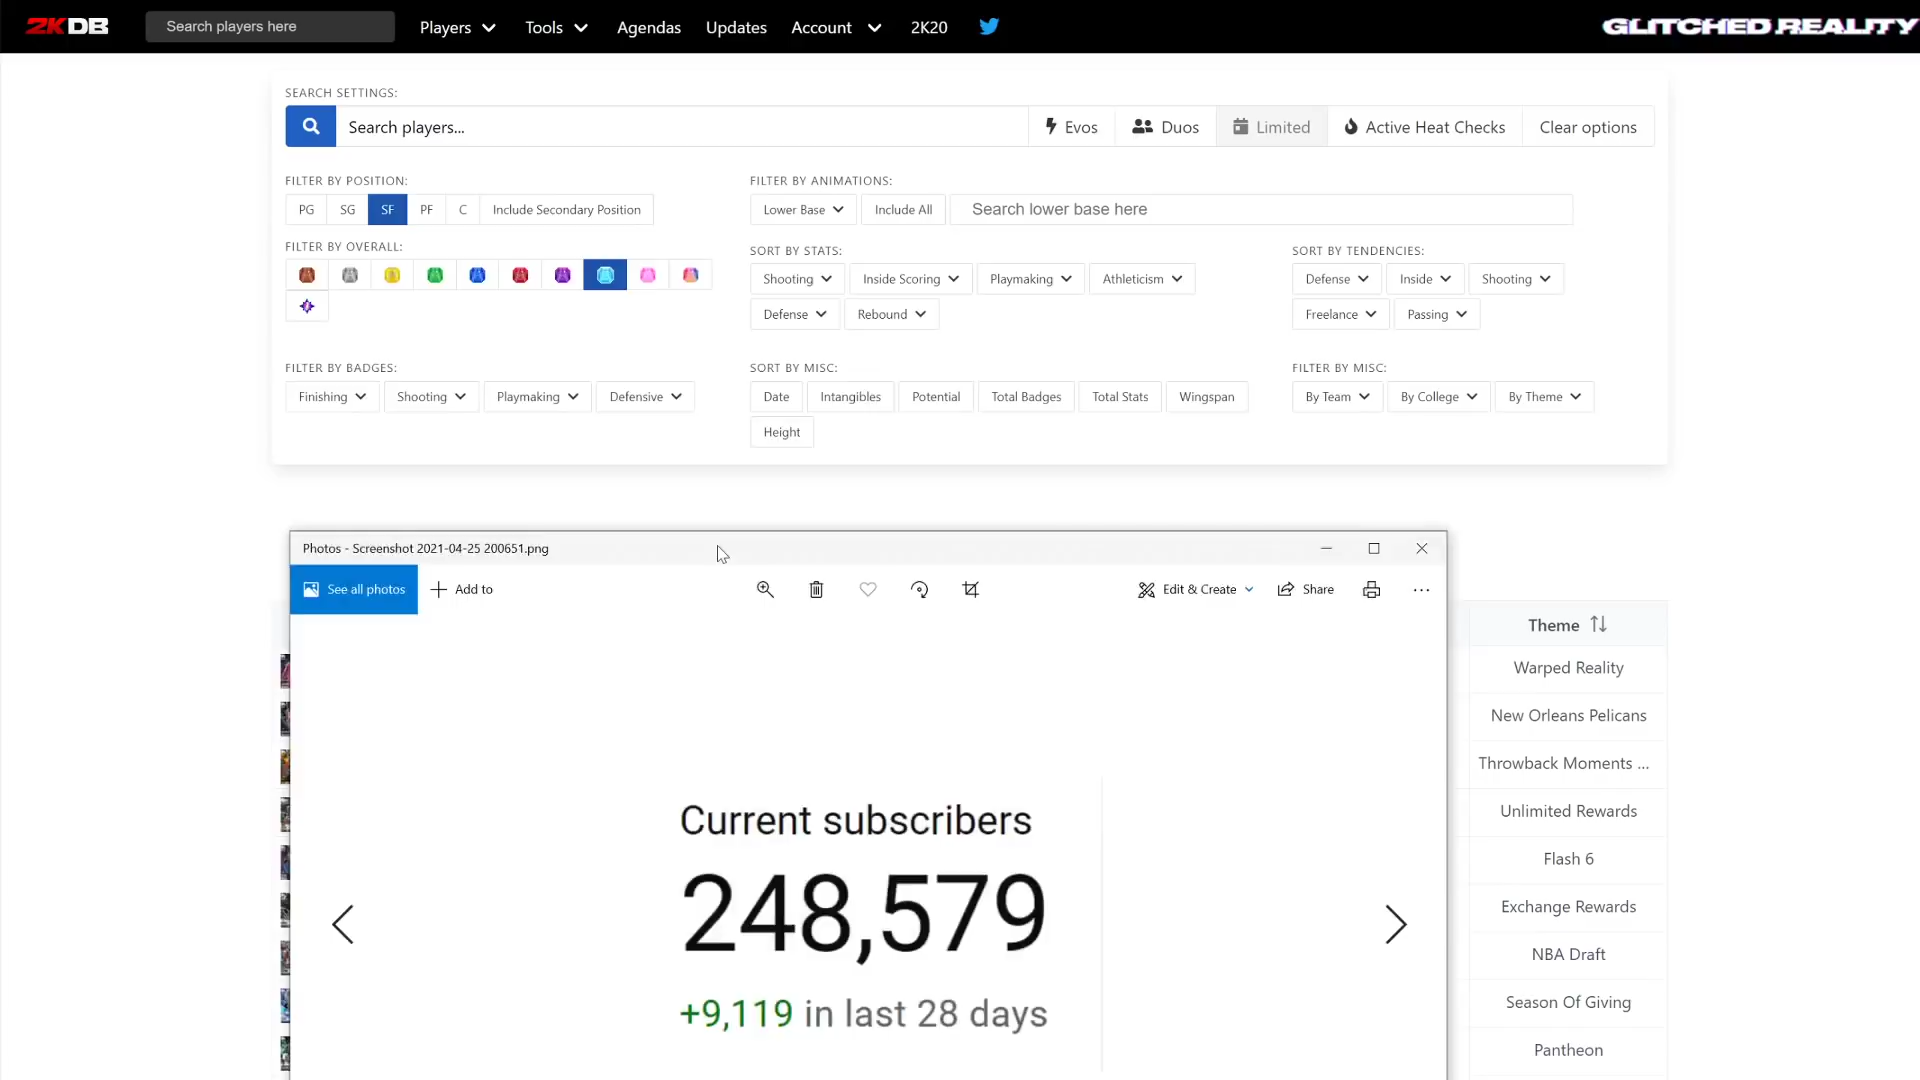 2KDB Search players here Players Tools Agendas Updates Account 2K20 GLITCHED REALITY
SEARCH SETTINGS:
Search players... Evos Duos Limited Active Heat Checks Clear options
FILTER BY POSITION:
PG SG SF PF C Include Secondary Position
FILTER BY ANIMATIONS:
Lower Base Include All Search lower base here
FILTER BY OVERALL:
SORT BY STATS:
Shooting Inside Scoring Playmaking Athleticism
Defense Rebound
SORT BY TENDENCIES:
Defense Inside Shooting
Freelance Passing
FILTER BY BADGES:
Finishing Shooting Playmaking Defensive
SORT BY MISC:
Date Intangibles Potential Total Badges Total Stats Wingspan
Height
FILTER BY MISC:
By Team By College By Theme
Photos - Screenshot 2021-04-25 200651.png
See all photos Add to Edit & Create Share
Current subscribers
248,579
+9,119 in last 28 days
Theme
Warped Reality
New Orleans Pelicans
Throwback Moments ...
Unlimited Rewards
Flash 6
Exchange Rewards
NBA Draft
Season Of Giving
Pantheon